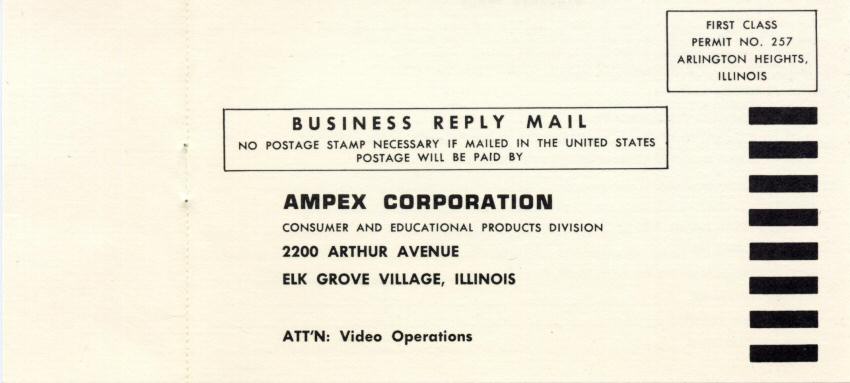 FIRST CLASS
PERMIT NO. 257
ARLINGTON HEIGHTS,
ILLINOIS
BUSINESS REPLY MAIL
NO POSTAGE STAMP NECESSARY IF MAILED IN THE UNITED STATES
POSTAGE WILL BE PAID BY
AMPEX CORPORATION
CONSUMER AND EDUCATIONAL PRODUCTS DIVISION
2200 ARTHUR AVENUE
ELK GROVE VILLAGE, ILLINOIS
ATT'N: Video Operations